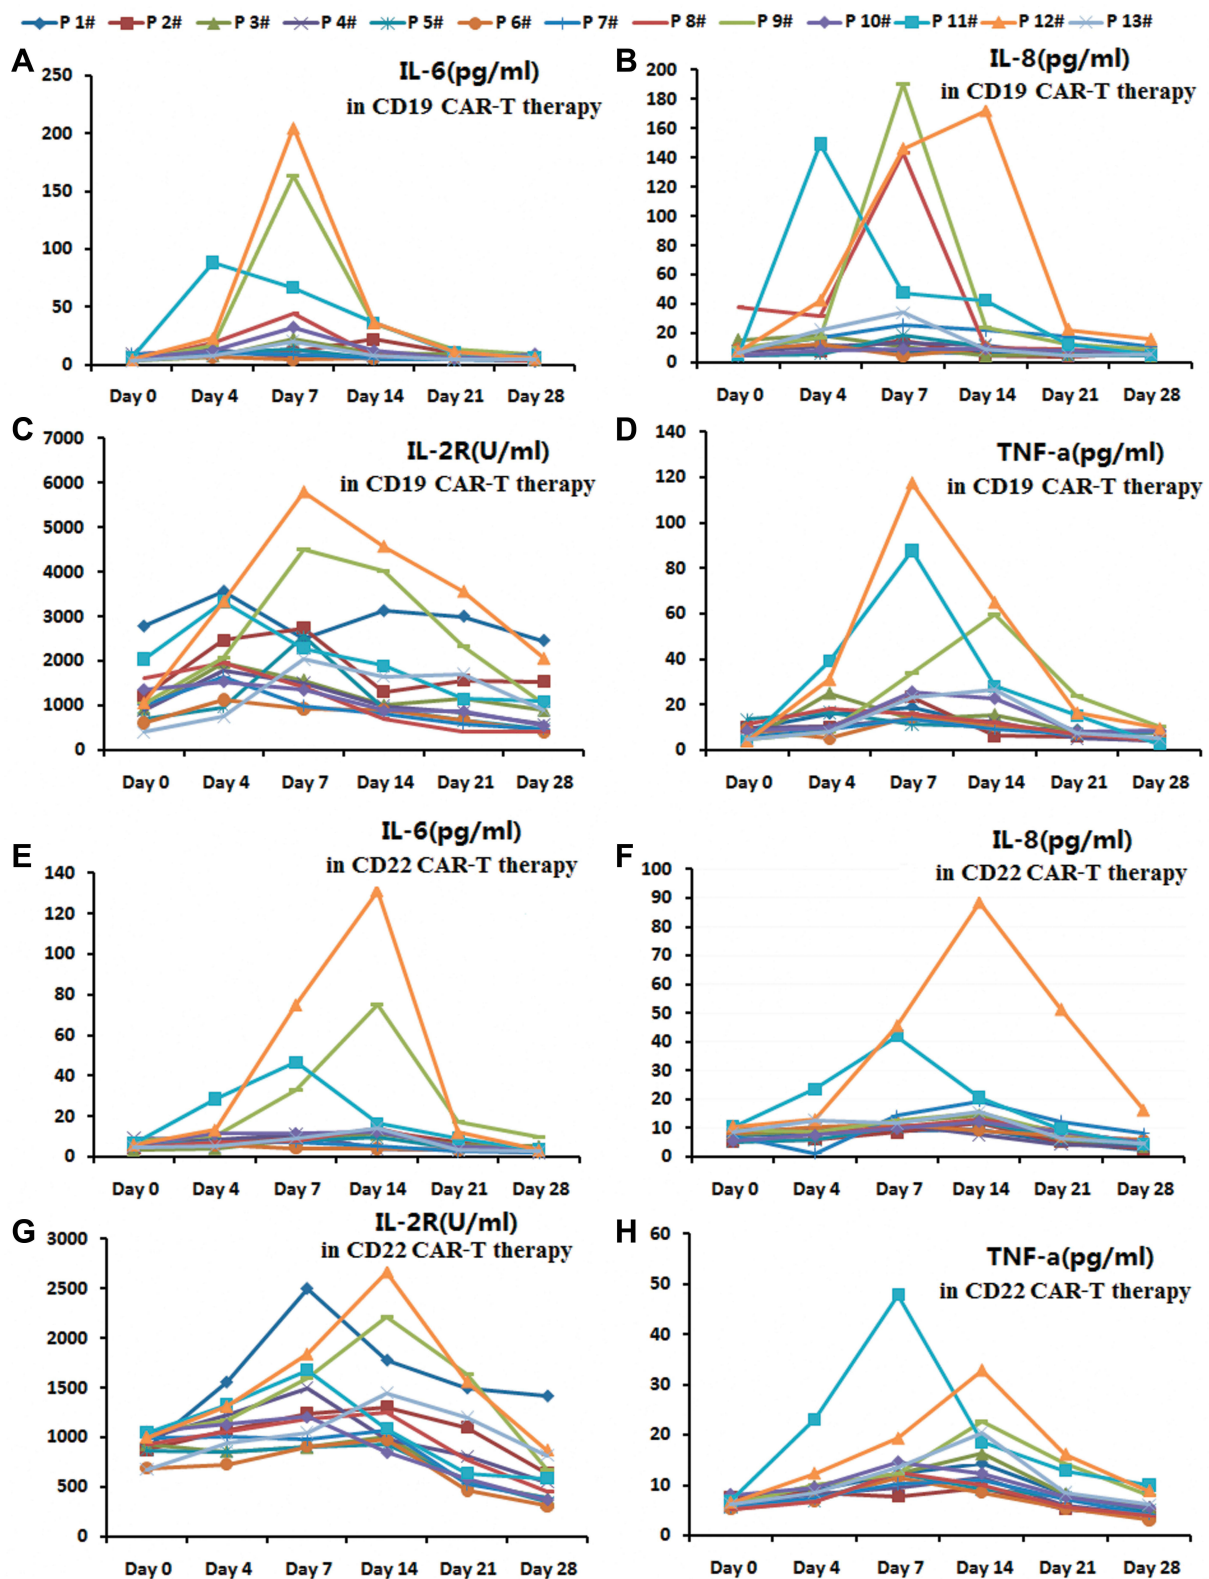 P 1# P 2# P 3# P 4# P 5# P 6# P 7# P 8# P 9# P 10# P 11# P 12# P 13#
A
IL-6(pg/ml)
in CD19 CAR-T therapy
250
200
150
100
50
0
Day 0 Day 4 Day 7 Day 14 Day 21 Day 28
B
IL-8(pg/ml)
in CD19 CAR-T therapy
200
180
160
140
120
100
80
60
40
20
0
Day 0 Day 4 Day 7 Day 14 Day 21 Day 28
C
IL-2R(U/ml)
in CD19 CAR-T therapy
7000
6000
5000
4000
3000
2000
1000
0
Day 0 Day 4 Day 7 Day 14 Day 21 Day 28
D
TNF-a(pg/ml)
in CD19 CAR-T therapy
140
120
100
80
60
40
20
0
Day 0 Day 4 Day 7 Day 14 Day 21 Day 28
E
IL-6(pg/ml)
in CD22 CAR-T therapy
140
120
100
80
60
40
20
0
Day 0 Day 4 Day 7 Day 14 Day 21 Day 28
F
IL-8(pg/ml)
in CD22 CAR-T therapy
100
90
80
70
60
50
40
30
20
10
0
Day 0 Day 4 Day 7 Day 14 Day 21 Day 28
G
IL-2R(U/ml)
in CD22 CAR-T therapy
3000
2500
2000
1500
1000
500
0
Day 0 Day 4 Day 7 Day 14 Day 21 Day 28
H
TNF-a(pg/ml)
in CD22 CAR-T therapy
60
50
40
30
20
10
0
Day 0 Day 4 Day 7 Day 14 Day 21 Day 28